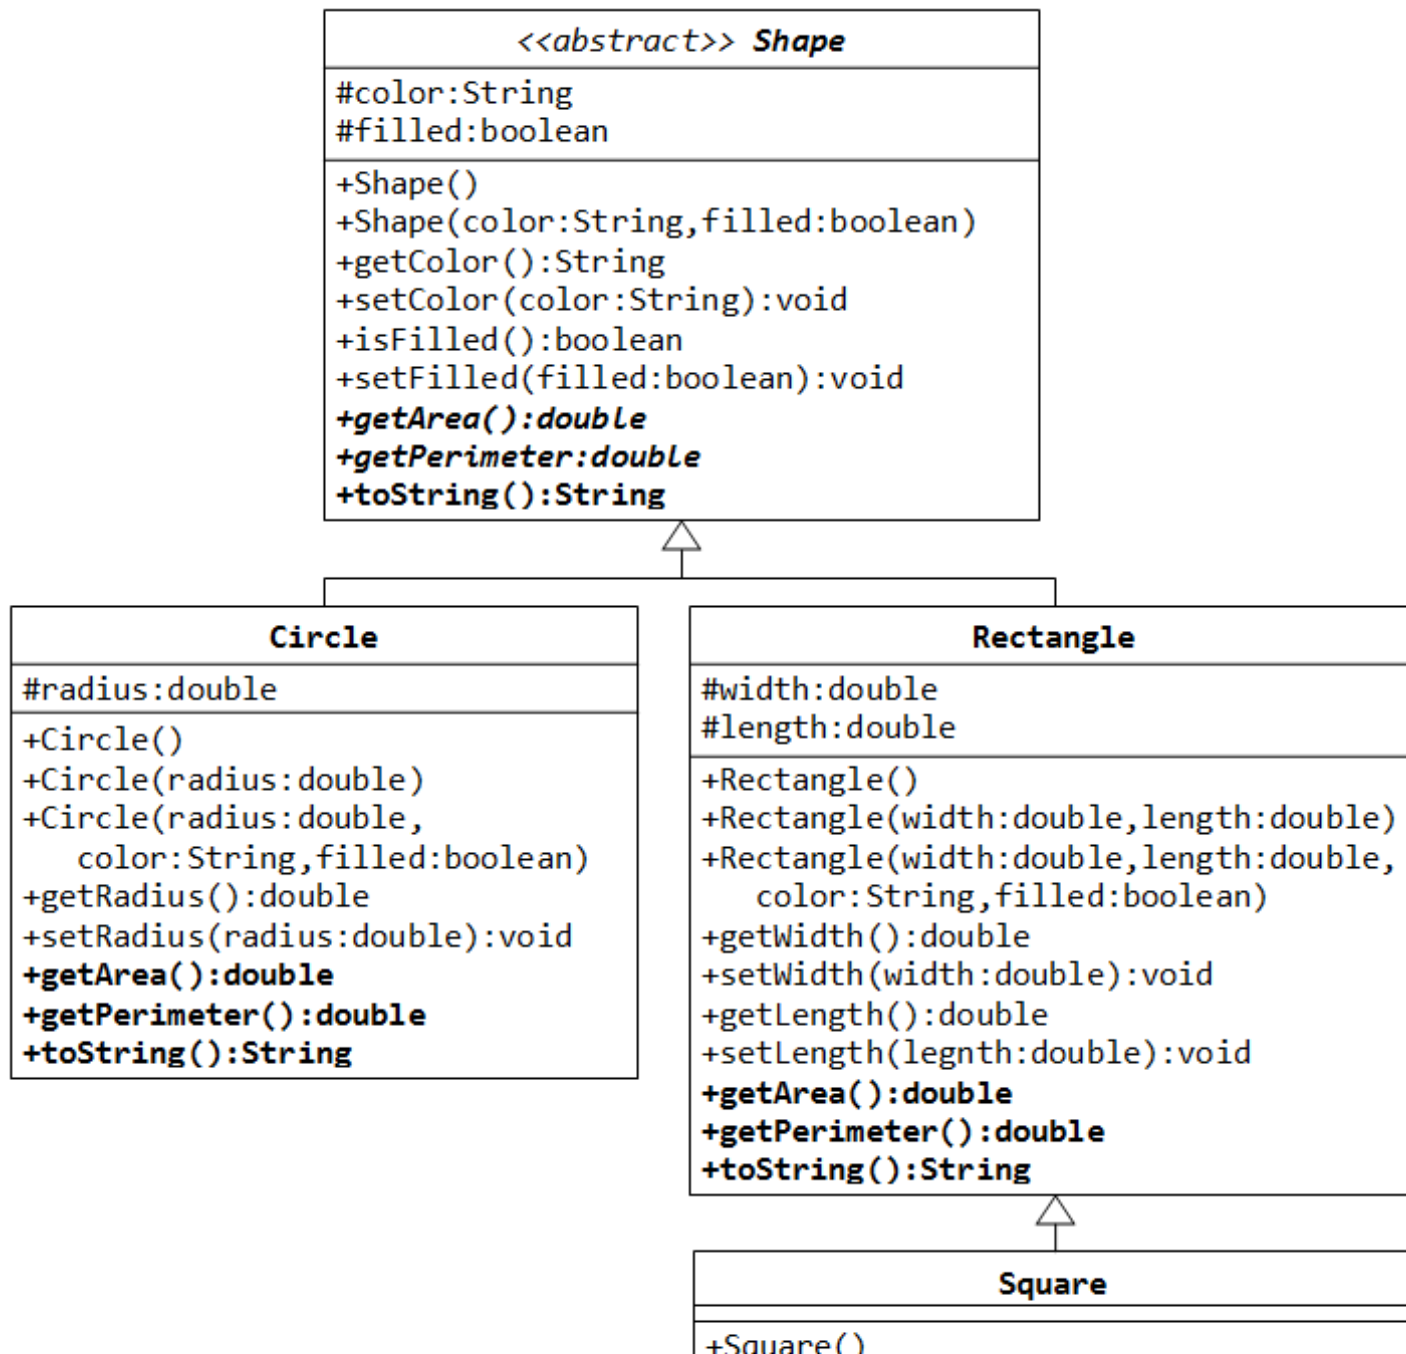 <<abstract>> Shape
#color:String
#filled:boolean
+Shape()
+Shape(color:String,filled:boolean)
+getColor():String
+setColor(color:String):void
+isFilled():boolean
+setFilled(filled:boolean):void
+getArea():double
+getPerimeter:double
+toString():String
Circle
#radius:double
+Circle()
+Circle(radius:double)
+Circle(radius:double,
color:String,filled:boolean)
+getRadius():double
+setRadius(radius:double):void
+getArea():double
+getPerimeter():double
+toString():String
Rectangle
#width:double
#length:double
+Rectangle()
+Rectangle(width:double,length:double)
+Rectangle(width:double,length:double,
color:String,filled:boolean)
+getWidth():double
+setWidth(width:double):void
+getLength():double
+setLength(legnth:double):void
+getArea():double
+getPerimeter():double
+toString():String
Square
+Square()